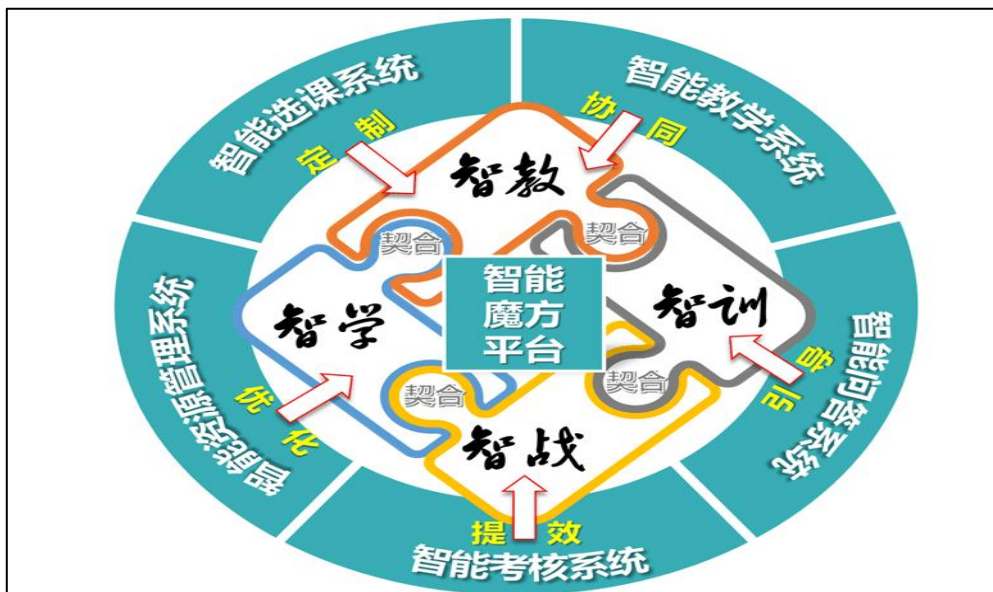 智能选课系统
智能教学系统
定制
协同
智教
契合
契合
智能
魔方
平台
智学
智训
智能资源管理系统
优化
智能问答系统
引导
契合
契合
智战
提效
智能考核系统